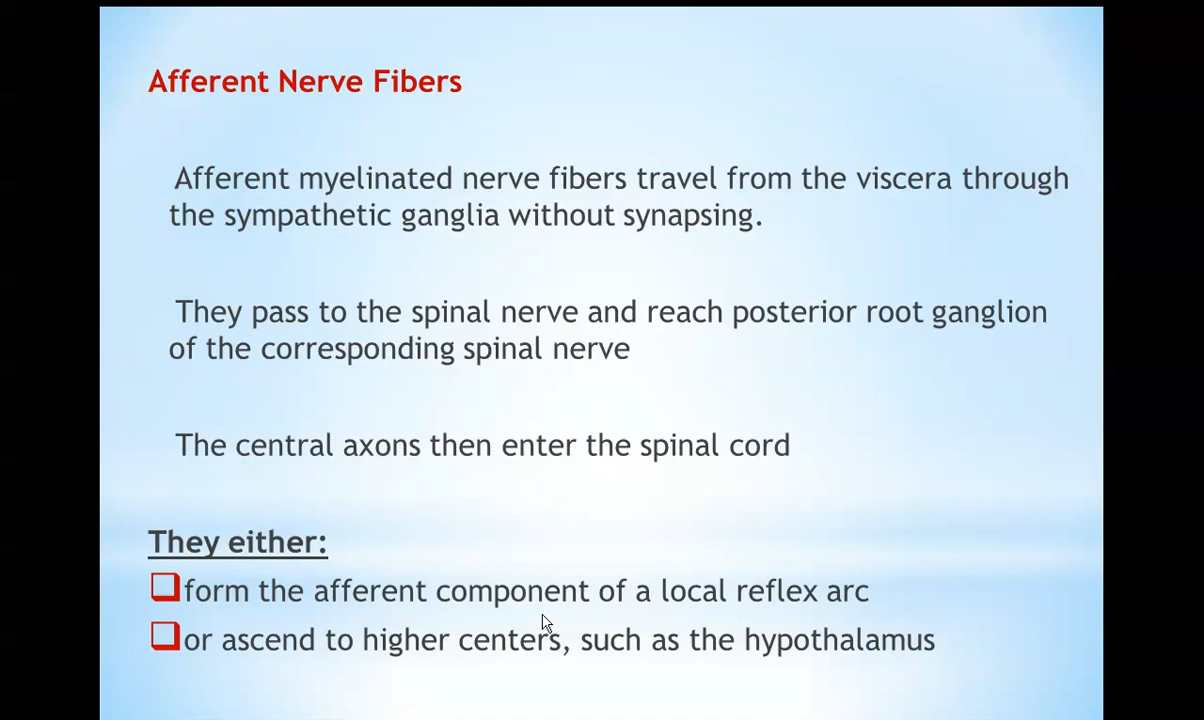 Afferent Nerve Fibers
Afferent myelinated nerve fibers travel from the viscera through
the sympathetic ganglia without synapsing.
They pass to the spinal nerve and reach posterior root ganglion
of the corresponding spinal nerve
The central axons then enter the spinal cord
They either:
form the afferent component of a local reflex arc
or ascend to higher centers, such as the hypothalamus